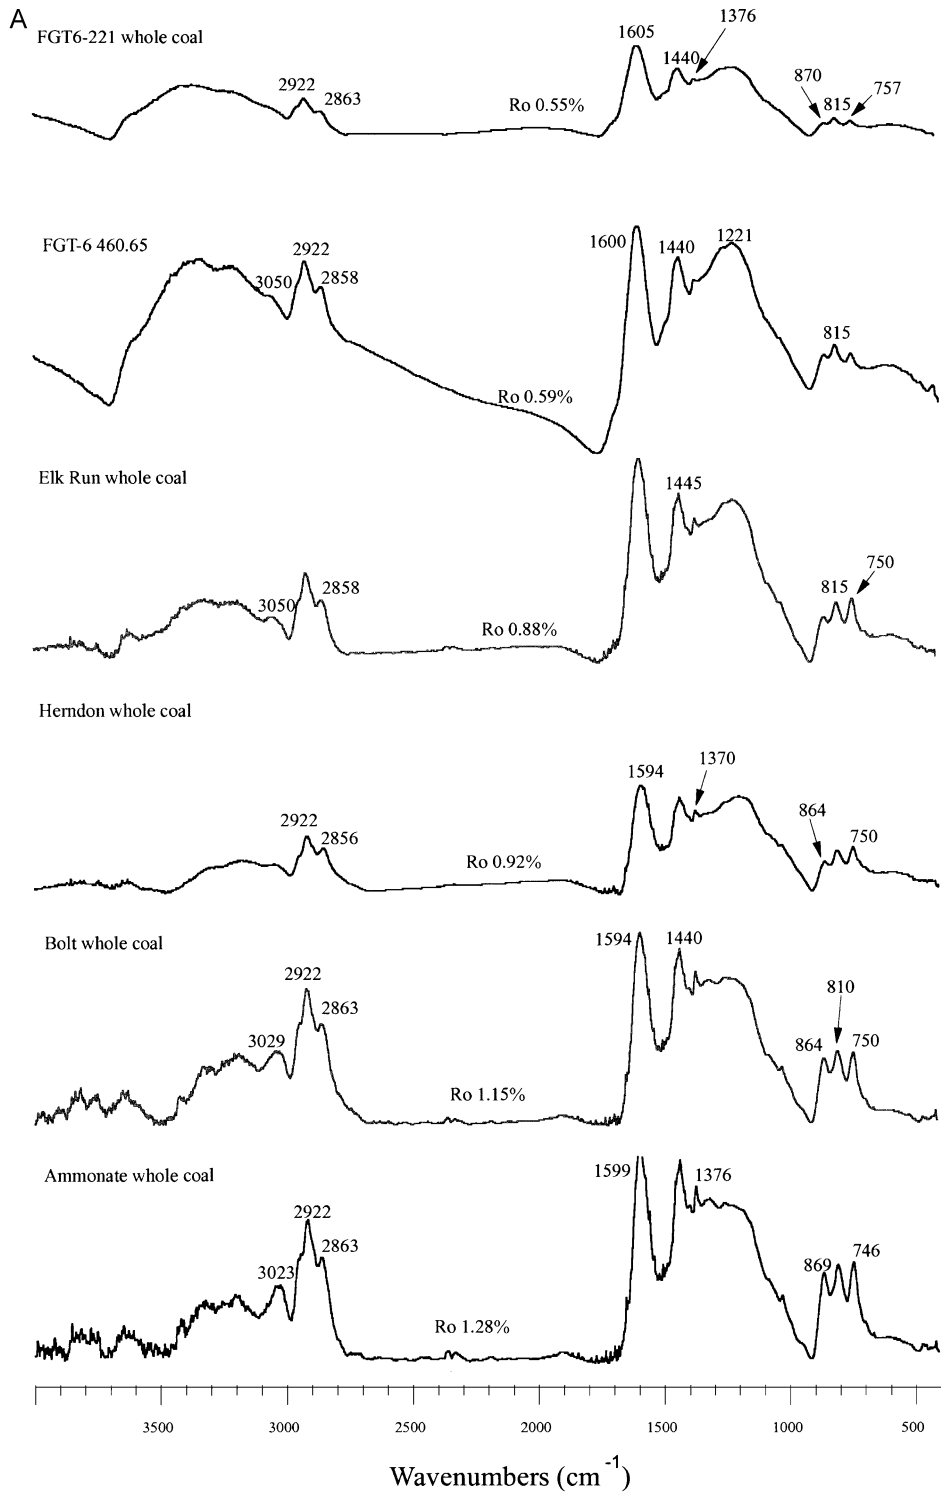 A
FGT6-221 whole coal
2922
2863
Ro 0.55%
1605
1440
1376
870
815
757
FGT-6 460.65
3050
2922
2858
Ro 0.59%
1600
1440
1221
815
Elk Run whole coal
3050
2858
Ro 0.88%
1445
815
750
Herndon whole coal
2922
2856
Ro 0.92%
1594
1370
864
750
Bolt whole coal
3029
2922
2863
Ro 1.15%
1594
1440
864
810
750
Ammonate whole coal
3023
2922
2863
Ro 1.28%
1599
1376
869
746
3500 3000 2500 2000 1500 1000 500
Wavenumbers (cm⁻¹)